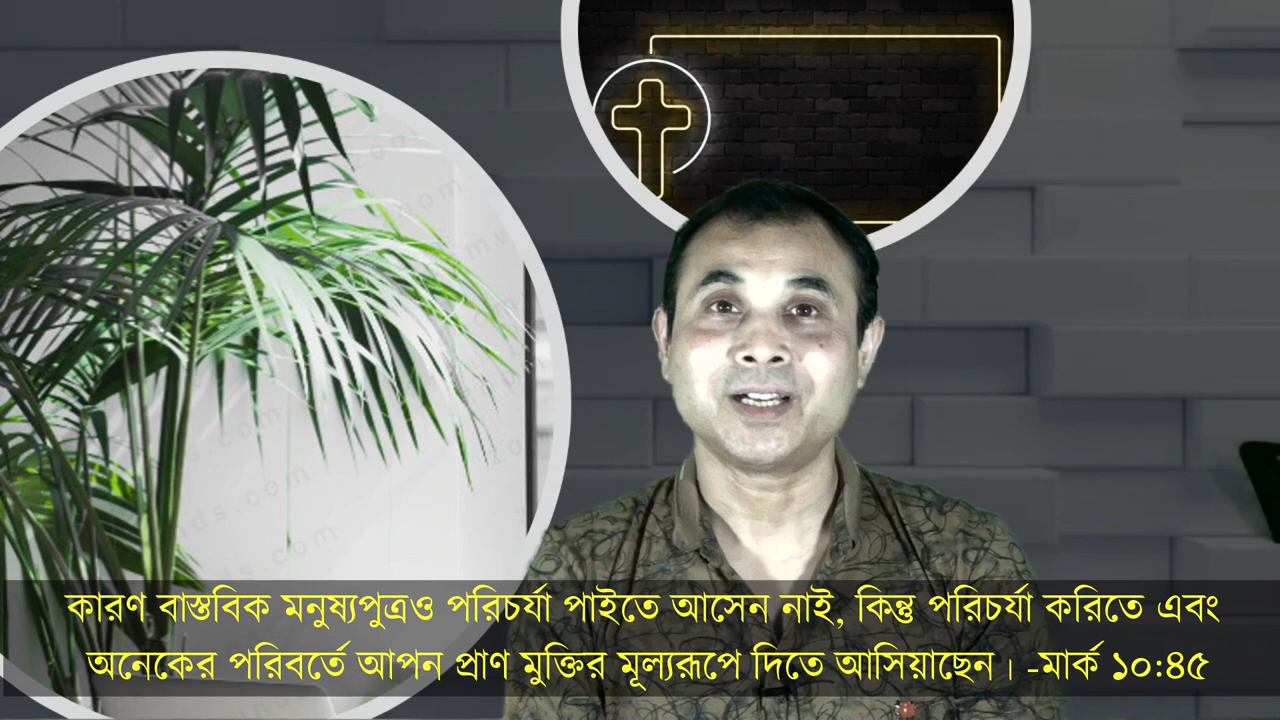 কারণ বাস্তবিক মনুষ্যপুত্রও পরিচর্যা পাইতে আসেন নাই, কিন্তু পরিচর্যা করিতে এবং
অনেকের পরিবর্তে আপন প্রাণ মুক্তির মূল্যরূপে দিতে আসিয়াছেন। -মার্ক ১০:৪৫